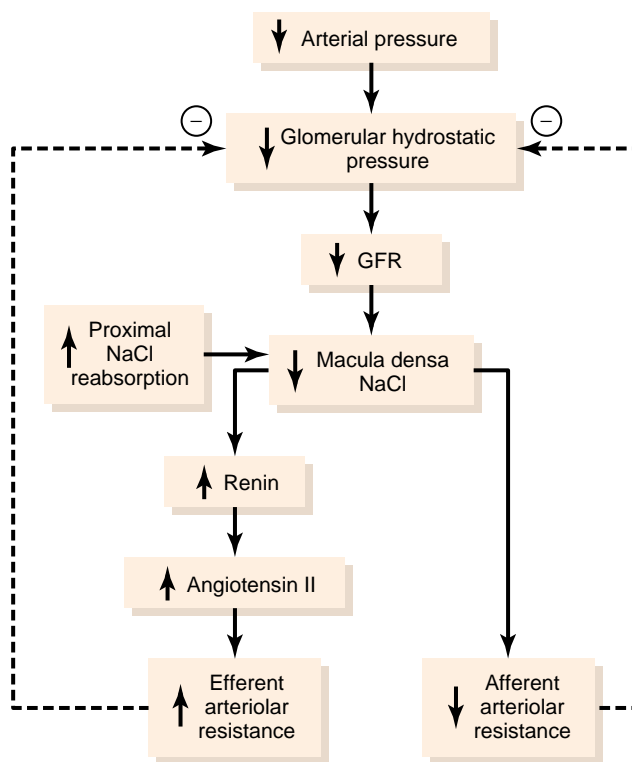 Arterial pressure
−
−
Glomerular hydrostatic
pressure
GFR
Proximal
NaCl
reabsorption
Macula densa
NaCl
Renin
Angiotensin II
Efferent
arteriolar
resistance
Afferent
arteriolar
resistance